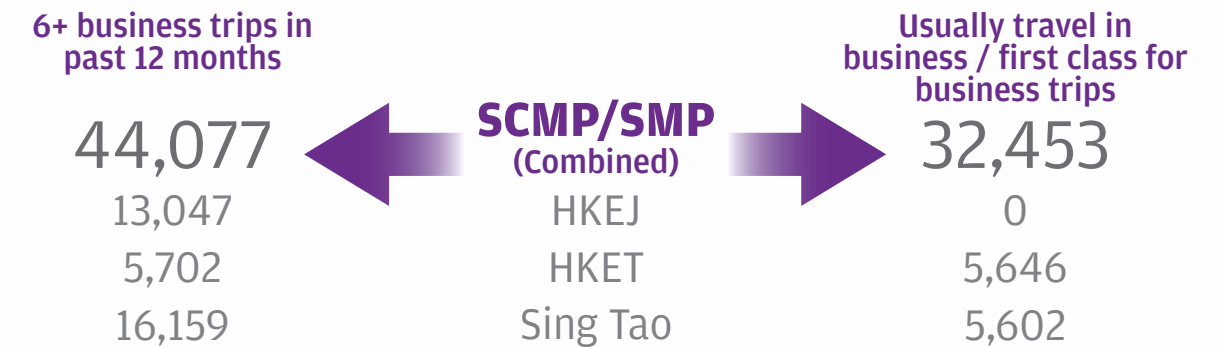 6+ business trips in
past 12 months
Usually travel in
business / first class for
business trips
44,077
SCMP/SMP
(Combined)
32,453
13,047
HKEJ
0
5,702
HKET
5,646
16,159
Sing Tao
5,602